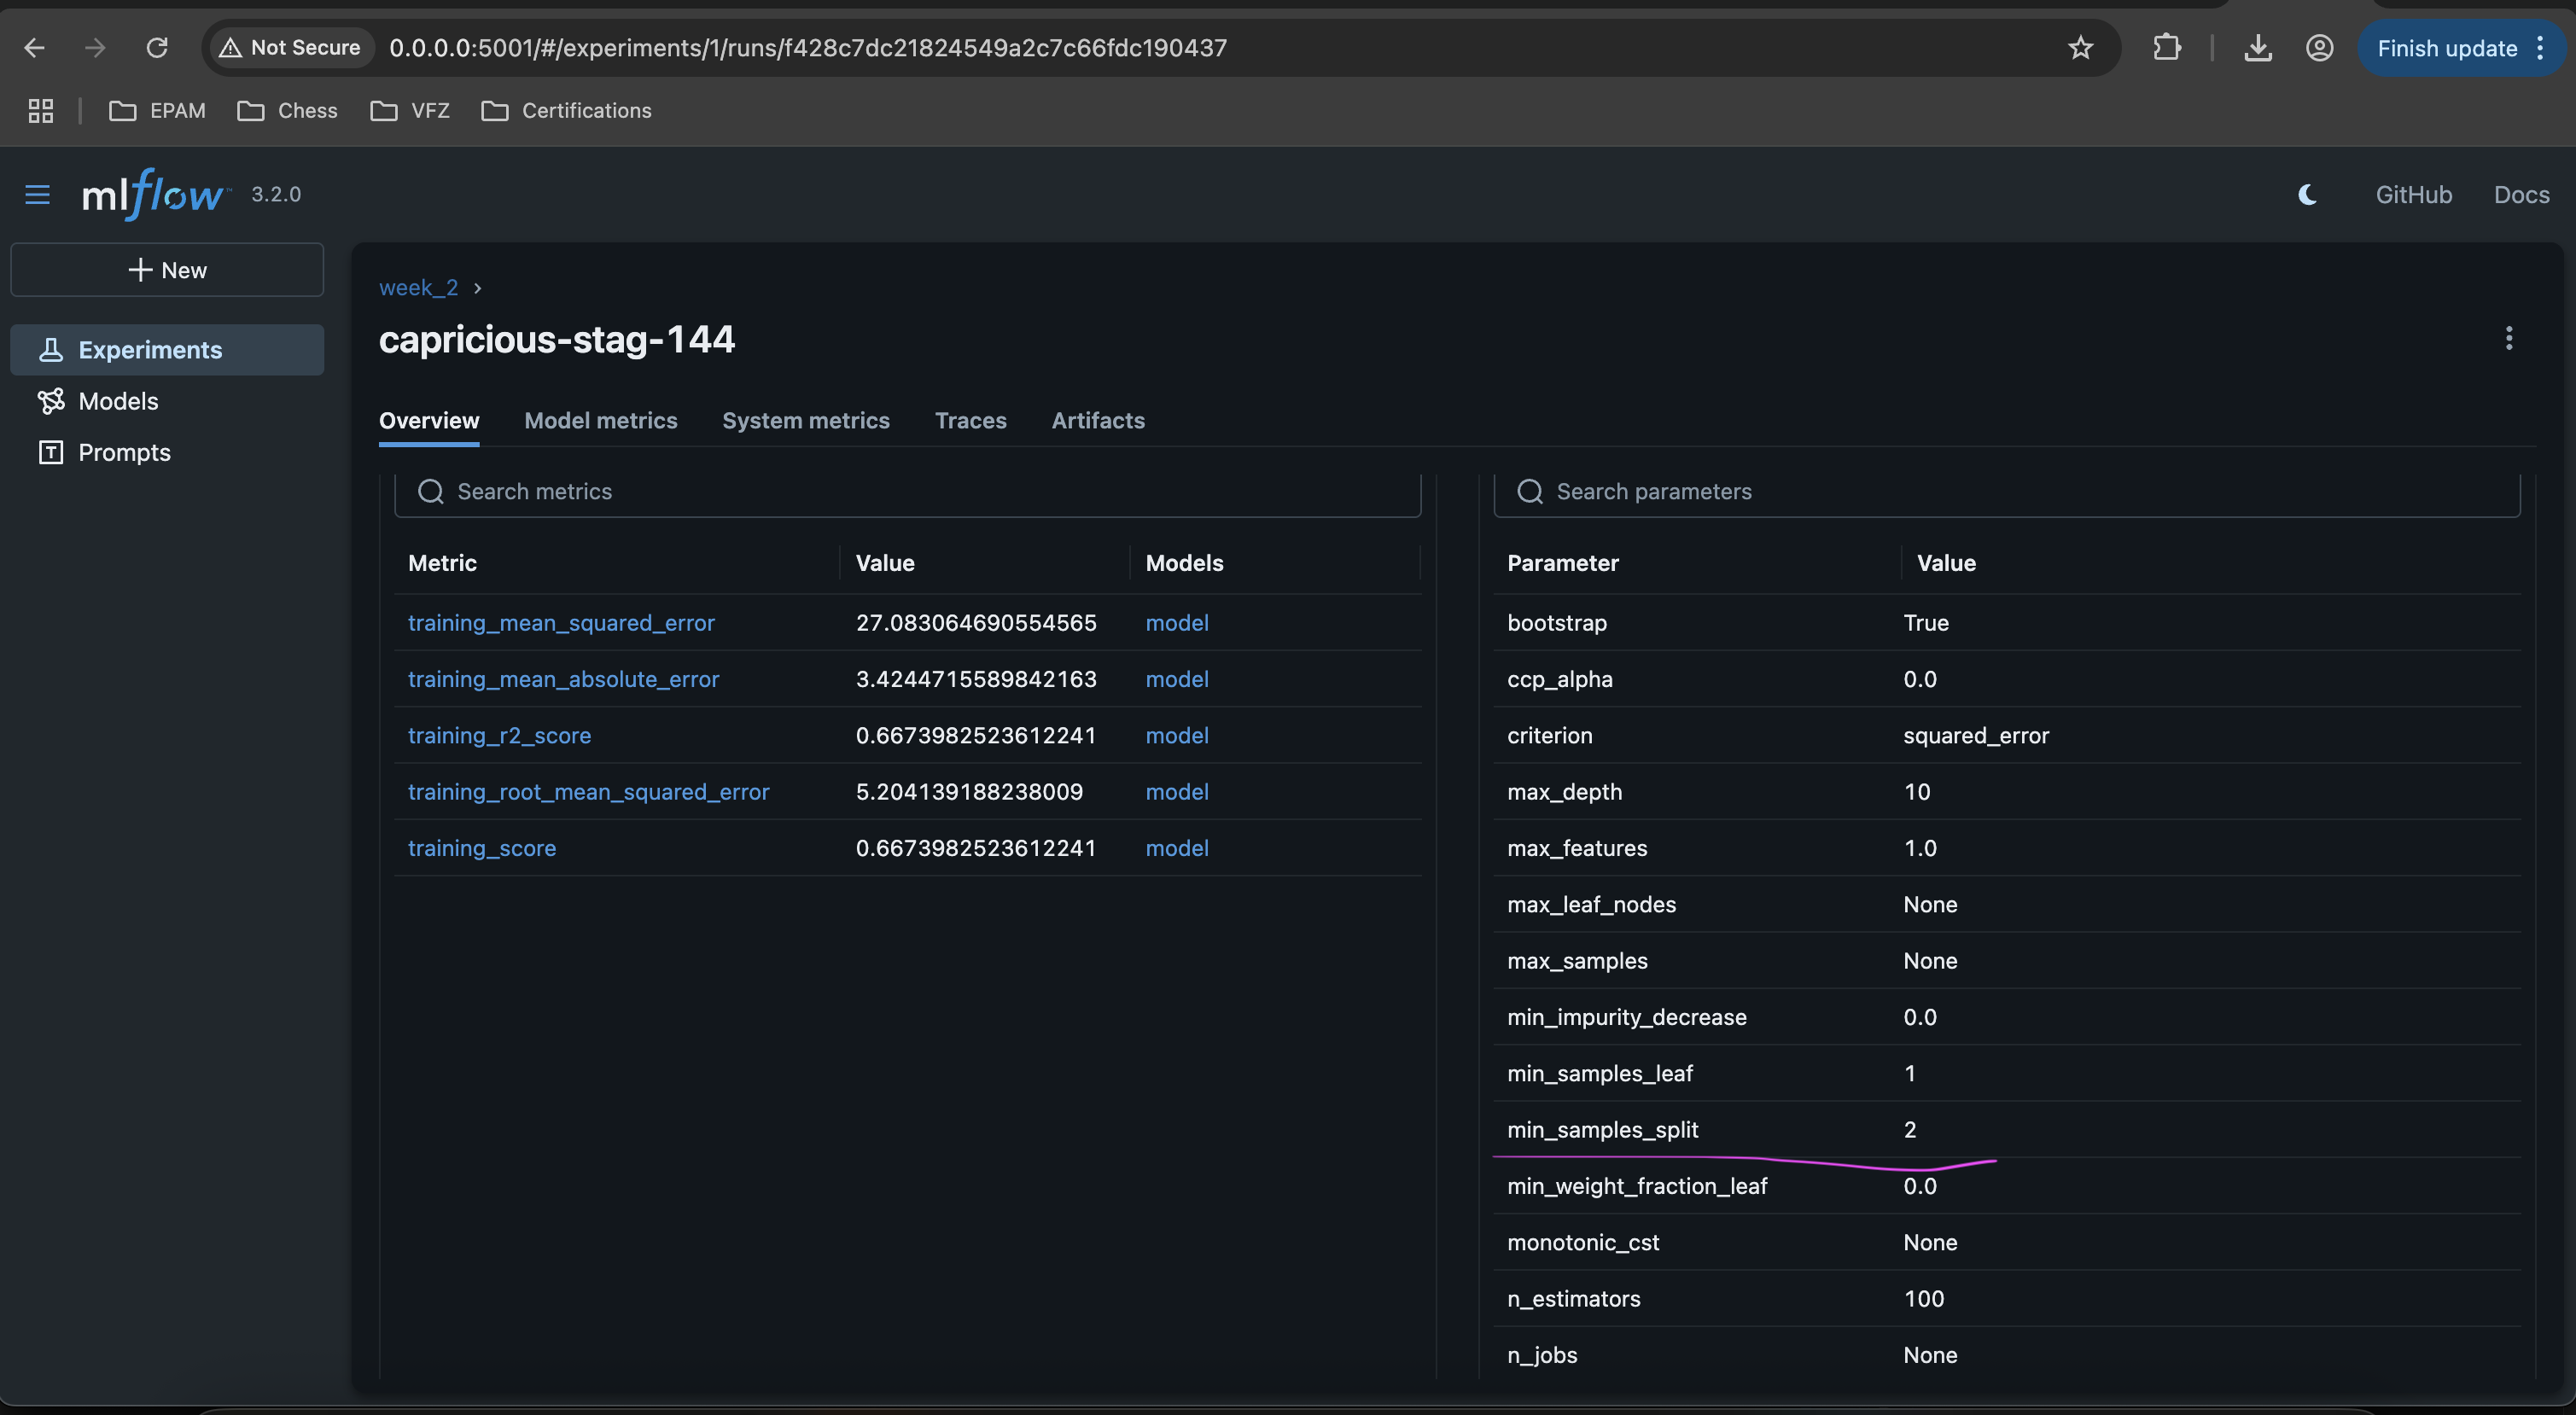 Not Secure 0.0.0.0:5001/#/experiments/1/runs/f428c7dc21824549a2c7c66fdc190437 Finish update
EPAM Chess VFZ Certifications
mlflow™ 3.2.0 GitHub Docs
+ New
Experiments
Models
Prompts
week_2 ›
capricious-stag-144
Overview Model metrics System metrics Traces Artifacts
Search metrics
Metric Value Models
training_mean_squared_error 27.083064690554565 model
training_mean_absolute_error 3.4244715589842163 model
training_r2_score 0.6673982523612241 model
training_root_mean_squared_error 5.204139188238009 model
training_score 0.6673982523612241 model
Search parameters
Parameter Value
bootstrap True
ccp_alpha 0.0
criterion squared_error
max_depth 10
max_features 1.0
max_leaf_nodes None
max_samples None
min_impurity_decrease 0.0
min_samples_leaf 1
min_samples_split 2
min_weight_fraction_leaf 0.0
monotonic_cst None
n_estimators 100
n_jobs None